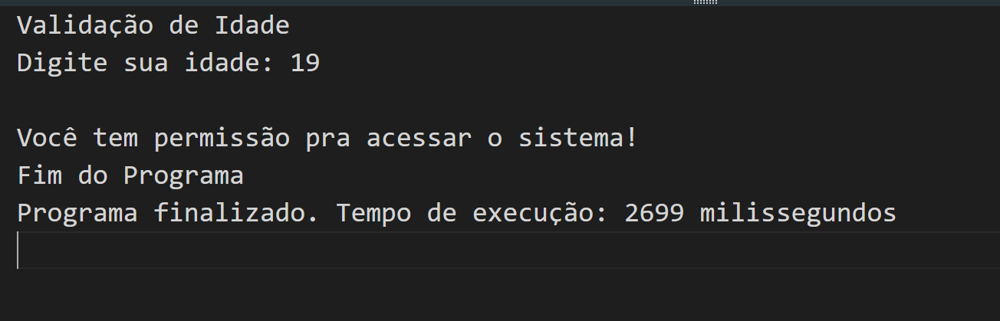 Validação de Idade
Digite sua idade: 19
Você tem permissão pra acessar o sistema!
Fim do Programa
Programa finalizado. Tempo de execução: 2699 milissegundos